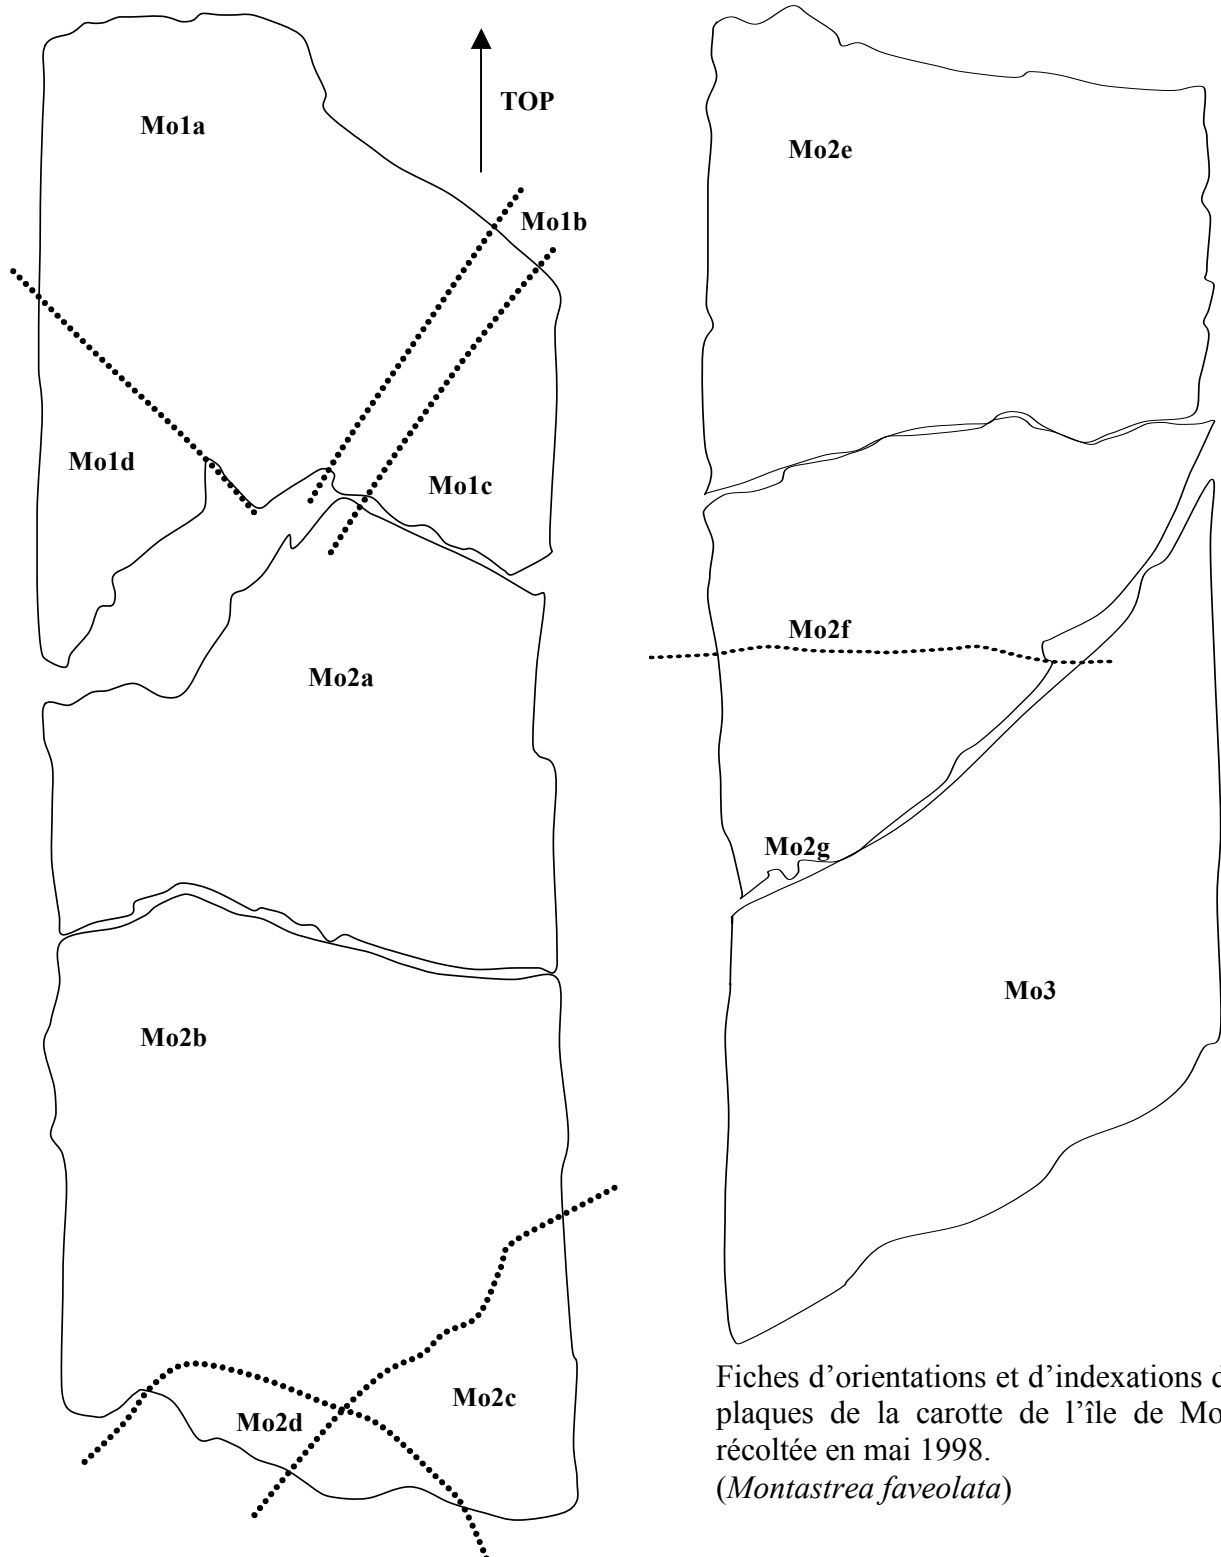 TOP
Mo1a
Mo1b
Mo1d
Mo1c
Mo2a
Mo2b
Mo2c
Mo2d
Mo2e
Mo2f
Mo2g
Mo3
Fiches d’orientations et d’indexations
plaques de la carotte de l’île de
récoltée en mai 1998.
(Montastrea faveolata)